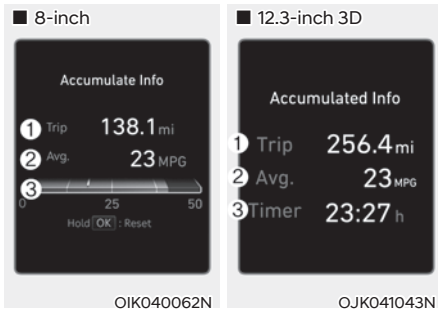 ■ 8-inch
Accumulate Info
① Trip 138.1 mi
② Avg. 23 MPG
③
0 25 50
Hold OK : Reset
OIK040062N
■ 12.3-inch 3D
Accumulated Info
① Trip 256.4 mi
② Avg. 23 MPG
③ Timer 23:27 h
OJK041043N